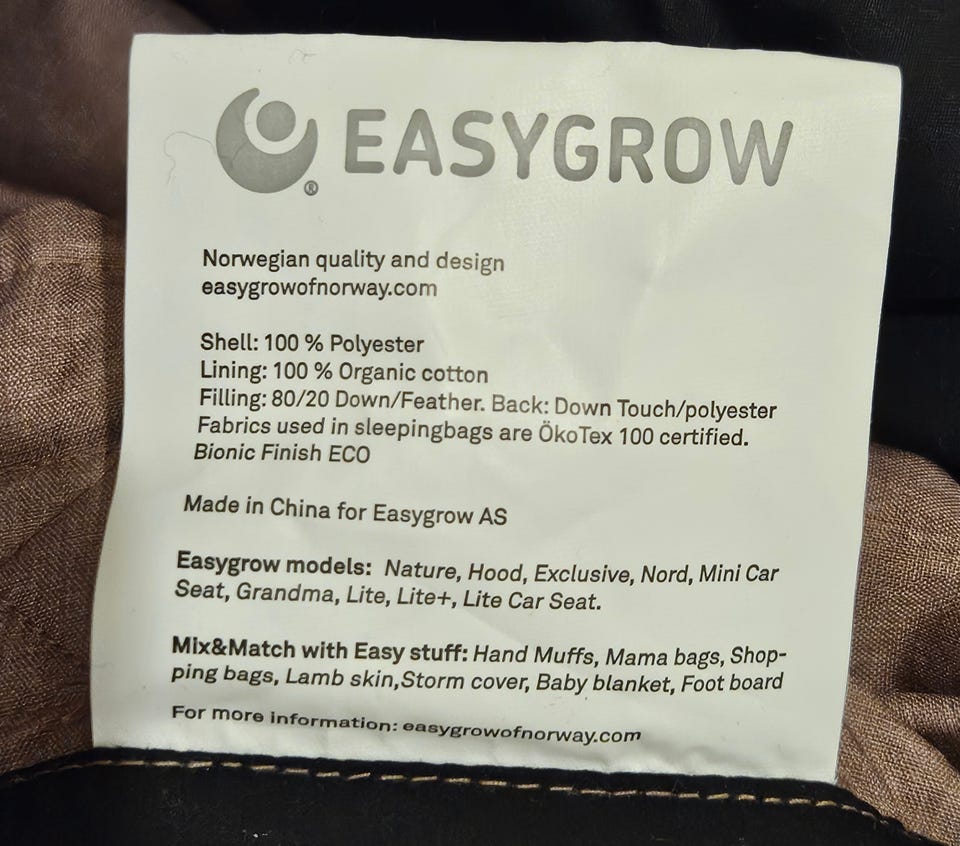 EASYGROW
®
Norwegian quality and design
easygrowofnorway.com
Shell: 100 % Polyester
Lining: 100 % Organic cotton
Filling: 80/20 Down/Feather. Back: Down Touch/polyester
Fabrics used in sleepingbags are ÖkoTex 100 certified.
Bionic Finish ECO
Made in China for Easygrow AS
Easygrow models: Nature, Hood, Exclusive, Nord, Mini Car
Seat, Grandma, Lite, Lite+, Lite Car Seat.
Mix&Match with Easy stuff: Hand Muffs, Mama bags, Shop-
ping bags, Lamb skin,Storm cover, Baby blanket, Foot board
For more information: easygrowofnorway.com